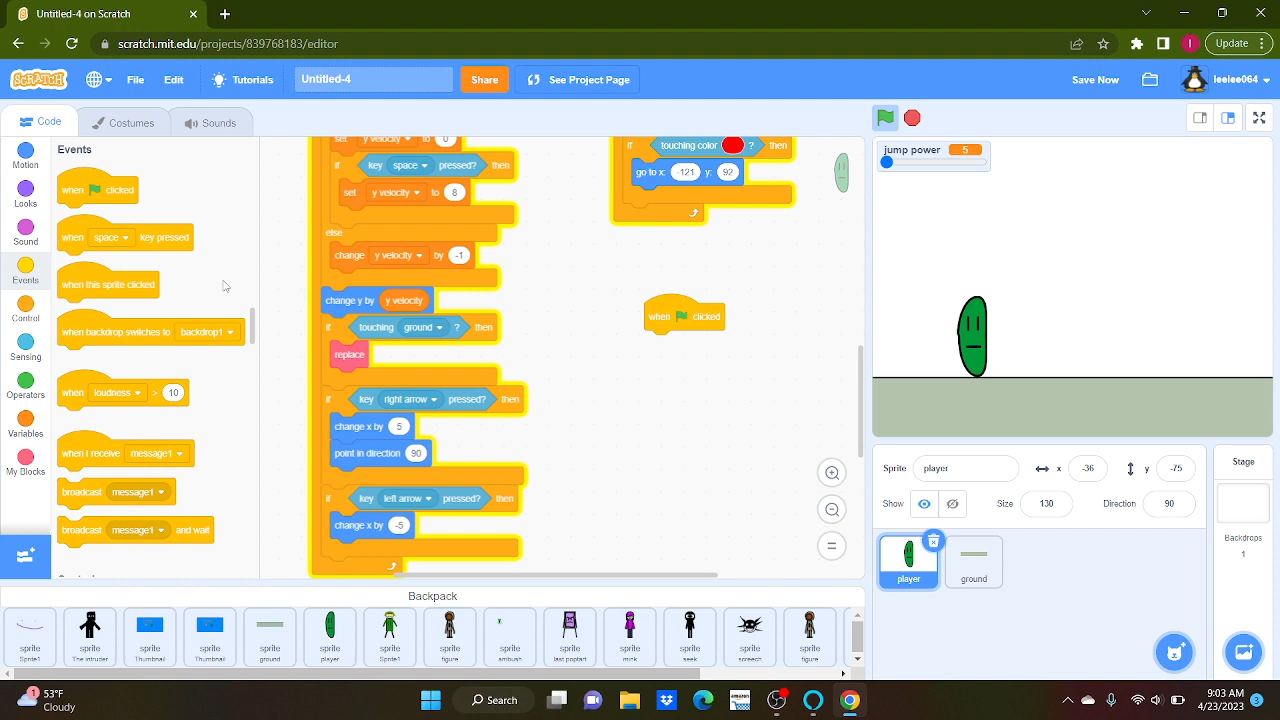 Untitled-4 on Scratch
scratch.mit.edu/projects/839768183/editor
Update
SCRATCH
File
Edit
Tutorials
Untitled-4
Share
See Project Page
Save Now
leelee064
Code
Costumes
Sounds
Motion
Looks
Sound
Events
Control
Sensing
Operators
Variables
My Blocks
Events
when clicked
when space key pressed
when this sprite clicked
when backdrop switches to backdrop1
when loudness > 10
when I receive message1
broadcast message1
broadcast message1 and wait
set y velocity to 0
if key space pressed? then
set y velocity to 8
else
change y velocity by -1
change y by y velocity
if touching ground ? then
replace
if key right arrow pressed? then
change x by 5
point in direction 90
if key left arrow pressed? then
change x by -5
if touching color ? then
go to x: -121 y: 92
when clicked
jump power 5
Sprite player x -36 y -75
Show Size 130 Direction 90
player
ground
Stage
Backdrops
1
Backpack
sprite
Sprite1
sprite
The intruder
sprite
Thumbnail
sprite
Thumbnail
sprite
ground
sprite
player
sprite
Sprite1
sprite
figure
sprite
ambush
sprite
last poptart
sprite
mink
sprite
seek
sprite
screech
sprite
figure
1
53°F
Cloudy
Search
amazon
9:03 AM
4/23/2023
3